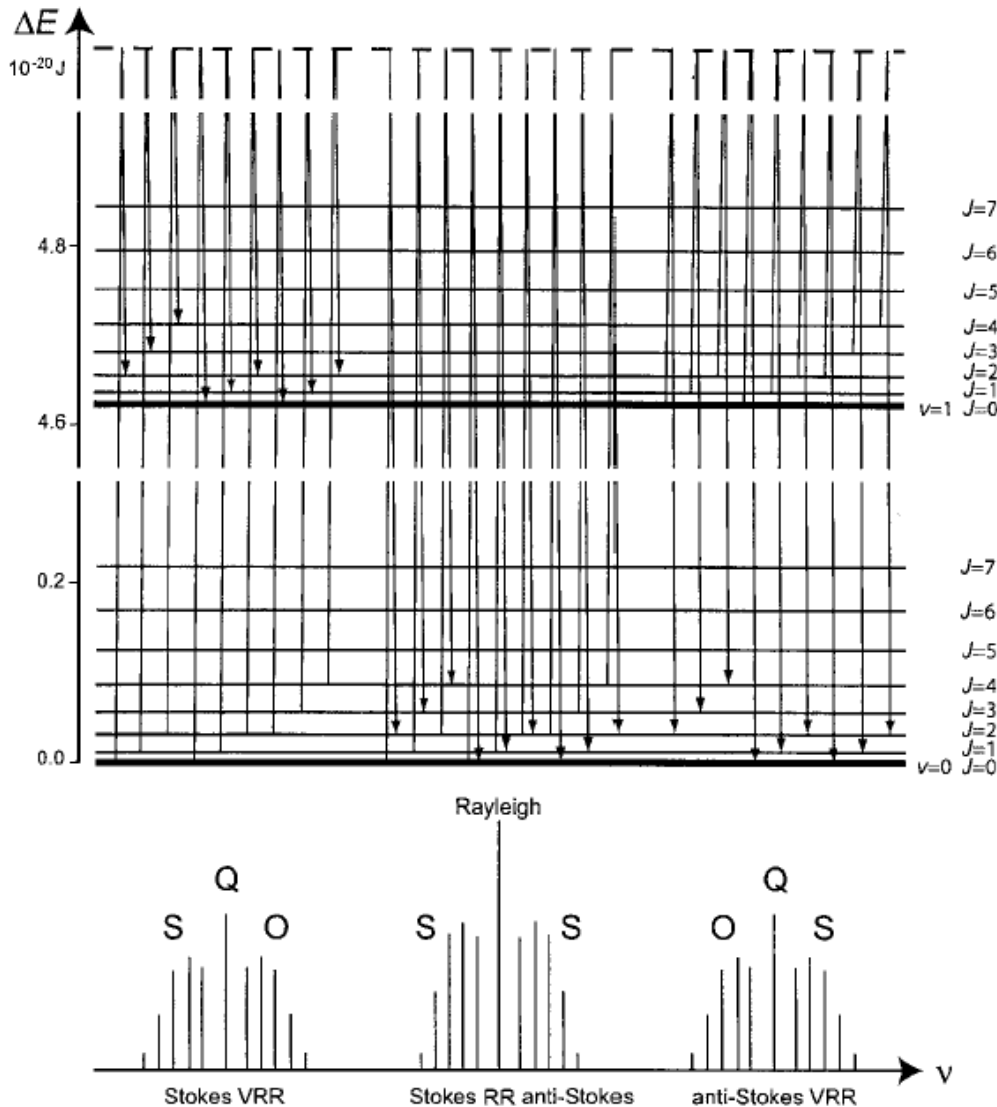 ΔE
10⁻²⁰J
J=7
4.8
J=6
J=5
J=4
J=3
J=2
J=1
v=1 J=0
4.6
J=7
0.2
J=6
J=5
J=4
J=3
J=2
J=1
0.0
v=0 J=0
Rayleigh
Q Q
S O S S O S
ν
Stokes VRR Stokes RR anti-Stokes anti-Stokes VRR